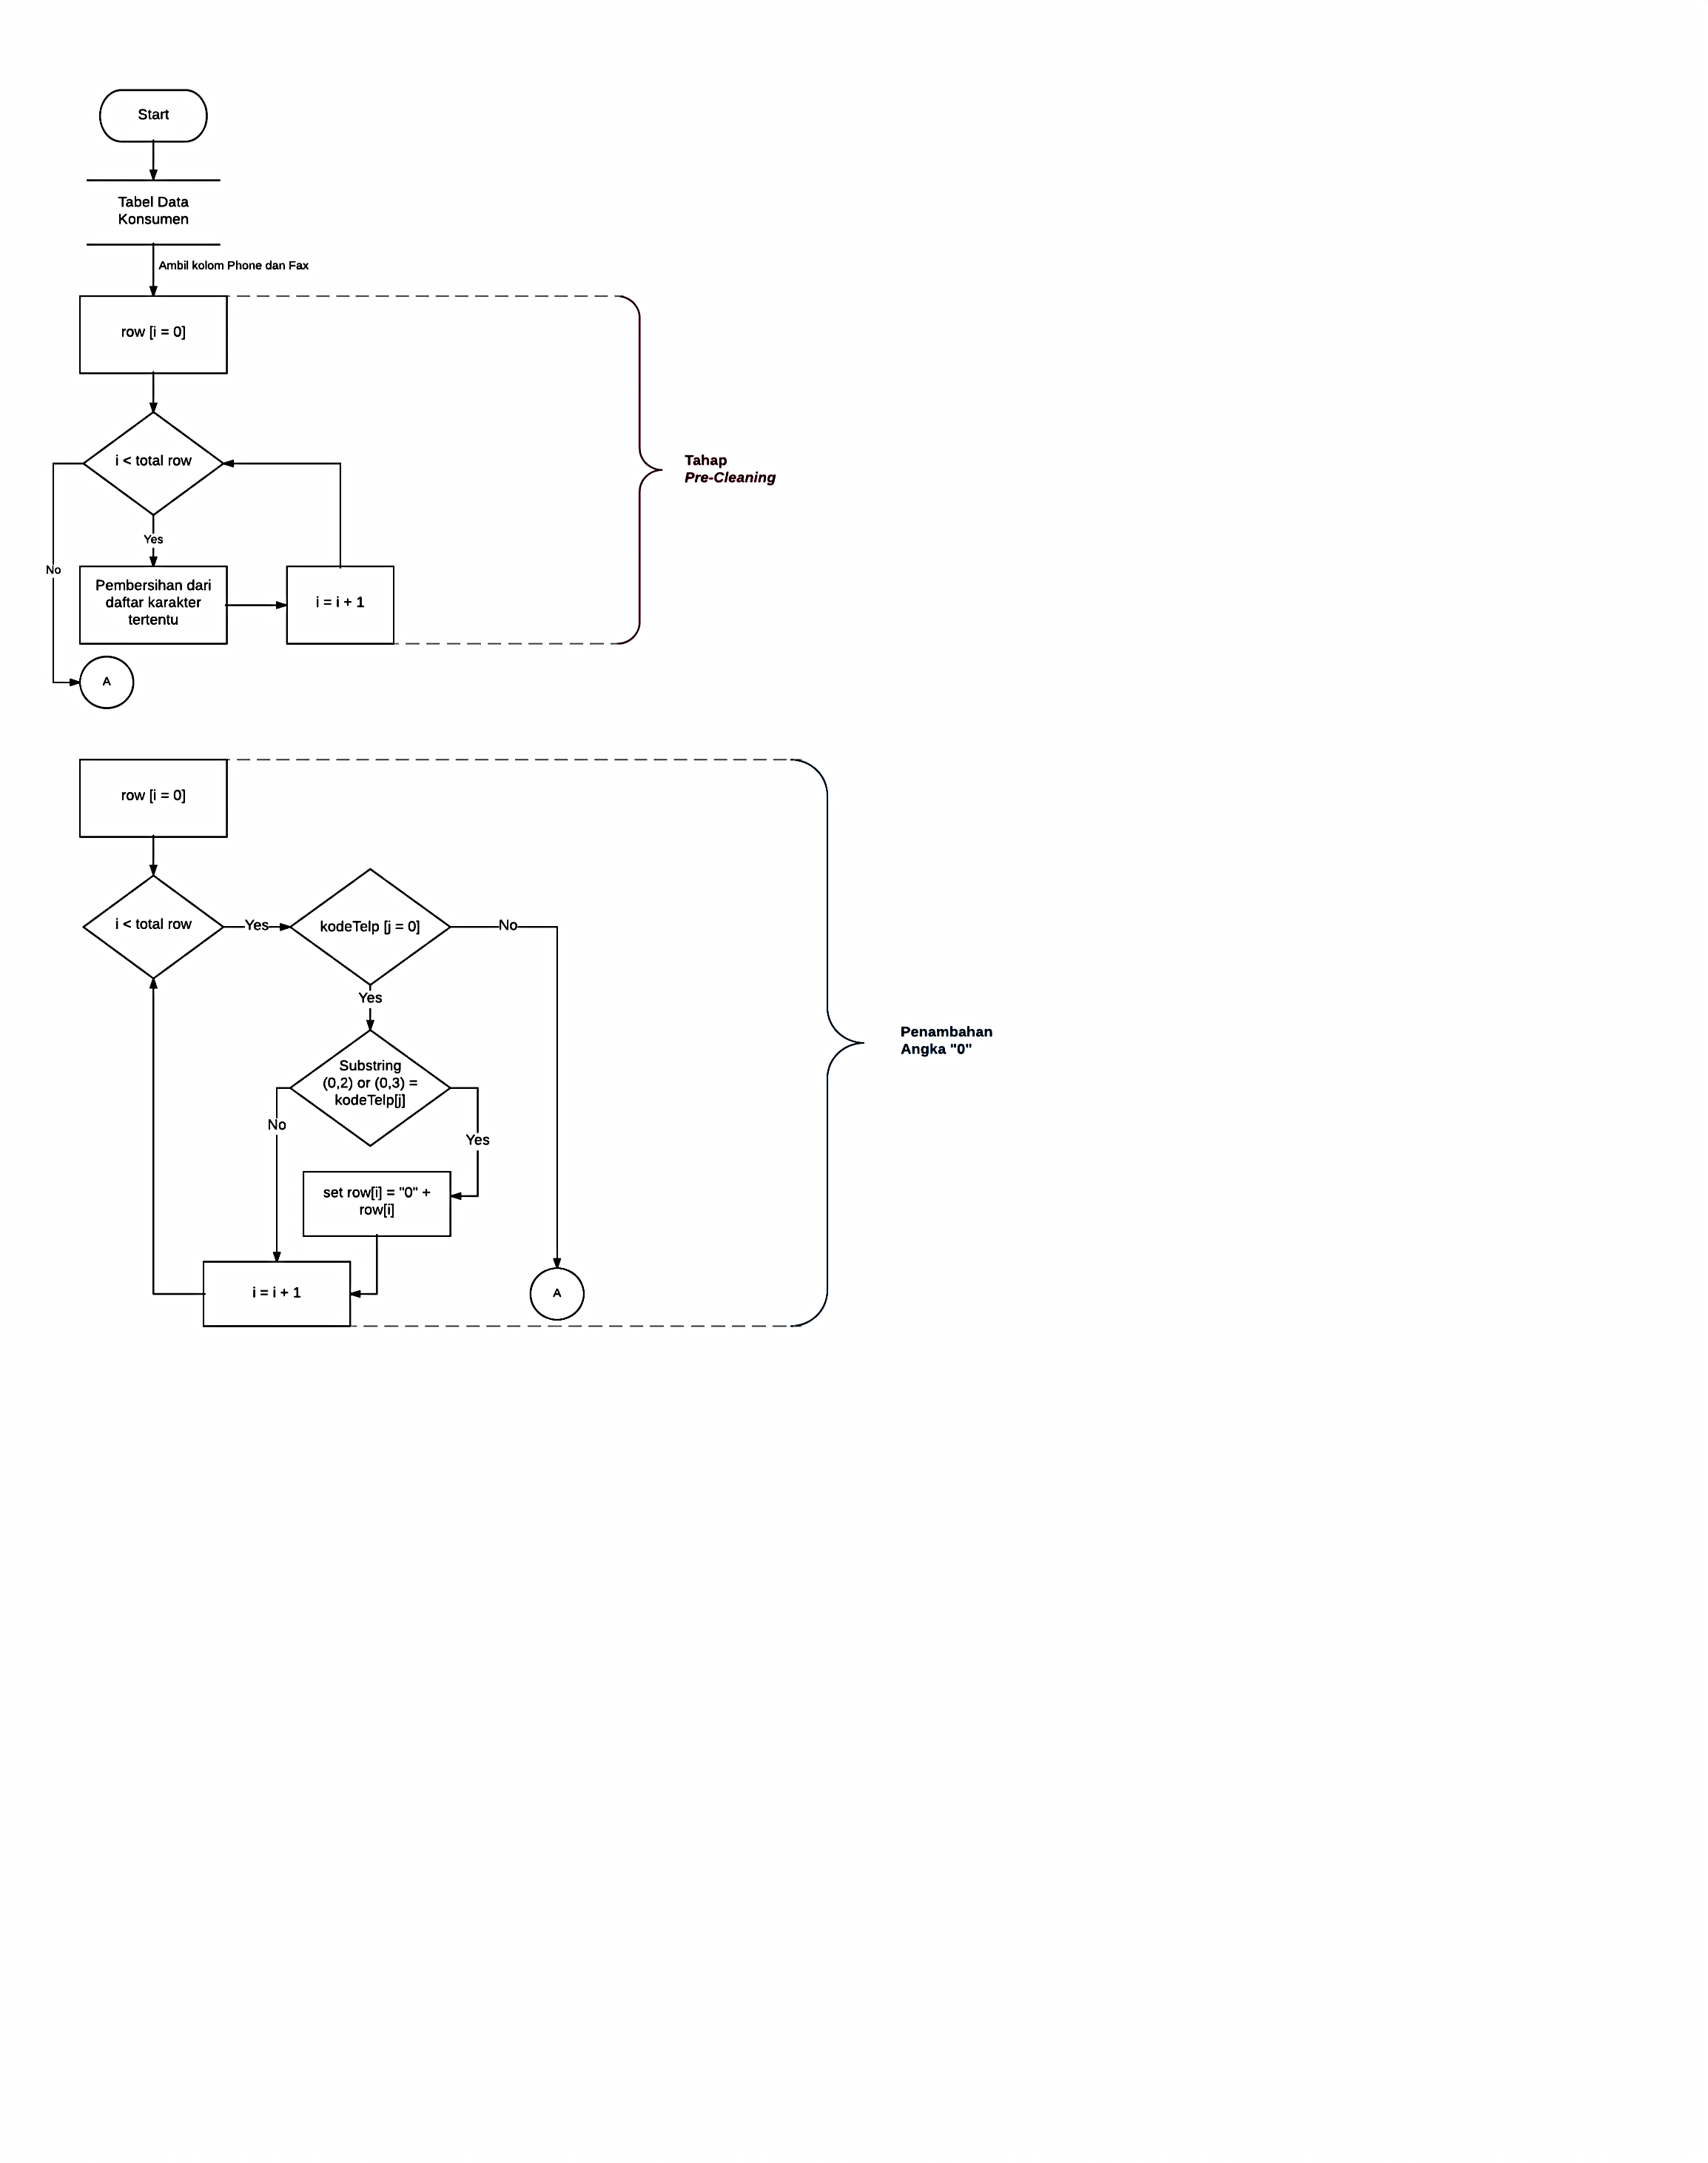 Start
Tabel Data
Konsumen
Ambil kolom Phone dan Fax
row [i = 0]
i < total row
Tahap
Pre-Cleaning
Yes
No
Pembersihan dari
daftar karakter
tertentu
i = i + 1
A
row [i = 0]
i < total row
Yes
kodeTelp [j = 0]
No
Yes
Substring
(0,2) or (0,3) =
kodeTelp[j]
No
Yes
set row[i] = "0" +
row[i]
i = i + 1
A
Penambahan
Angka "0"